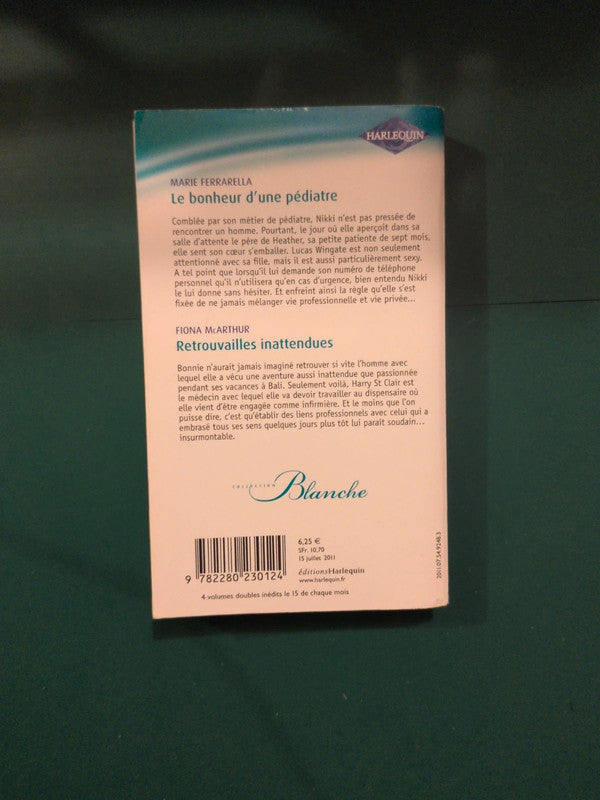 HARLEQUIN
MARIE FERRARELLA
Le bonheur d'une pédiatre
Comblée par son métier de pédiatre, Nikki n'est pas pressée de
rencontrer un homme. Pourtant, le jour où elle aperçoit dans sa
salle d'attente le père de Heather, sa petite patiente de sept mois,
elle sent son cœur s'emballer. Lucas Wingate est non seulement
attentionné avec sa fille, mais il est aussi particulièrement sexy.
A tel point que lorsqu'il lui demande son numéro de téléphone
personnel qu'il n'utilisera qu'en cas d'urgence, bien entendu Nikki
le lui donne sans hésiter. Et enfreint ainsi la règle qu'elle s'est
fixée de ne jamais mélanger vie professionnelle et vie privée...
FIONA McARTHUR
Retrouvailles inattendues
Bonnie n'aurait jamais imaginé retrouver si vite l'homme avec
lequel elle a vécu une aventure aussi inattendue que passionnée
pendant ses vacances à Bali. Seulement voilà, Harry St Clair est
le médecin avec lequel elle va devoir travailler au dispensaire où
elle vient d'être engagée comme infirmière. Et le moins que l'on
puisse dire, c'est qu'établir des liens professionnels avec celui qui a
embrasé tous ses sens quelques jours plus tôt lui paraît soudain...
insurmontable.
COLLECTION Blanche
6,25 €
SFr. 10,70
15 juillet 2011
éditions Harlequin
www.harlequin.fr
9 782280 230124
4 volumes doubles inédits le 15 de chaque mois
2011.07.54.9248.3